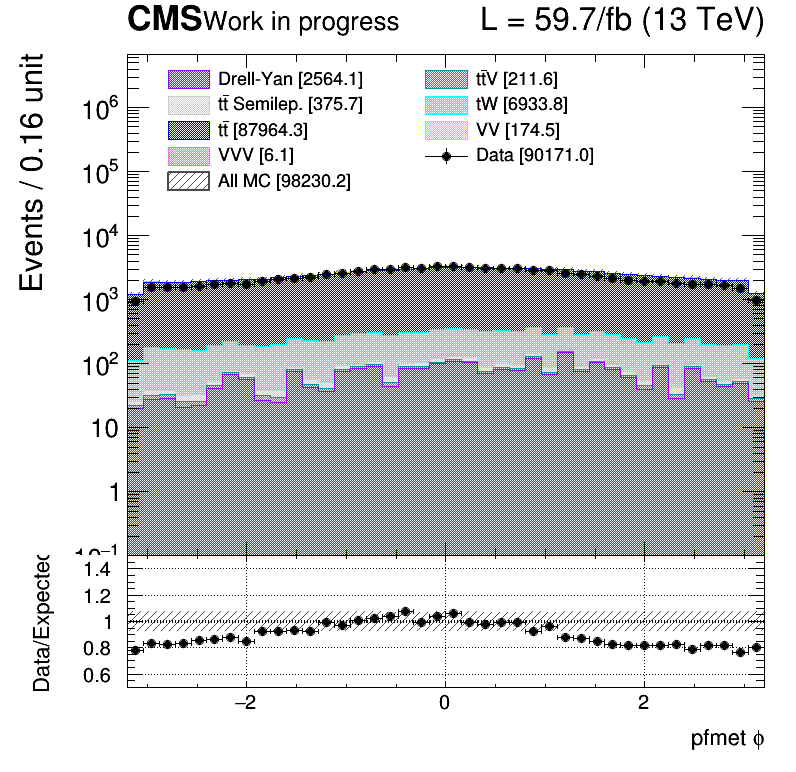 CMS Work in progress L = 59.7/fb (13 TeV)
Events / 0.16 unit
Drell-Yan [2564.1]
tt̄V [211.6]
tt̄ Semilep. [375.7]
tW [6933.8]
tt̄ [87964.3]
VV [174.5]
VVV [6.1]
Data [90171.0]
All MC [98230.2]
10⁶
10⁵
10⁴
10³
10²
10
1
10⁻¹
Data/Expected
1.4
1.2
1
0.8
0.6
−2 0 2
pfmet ϕ